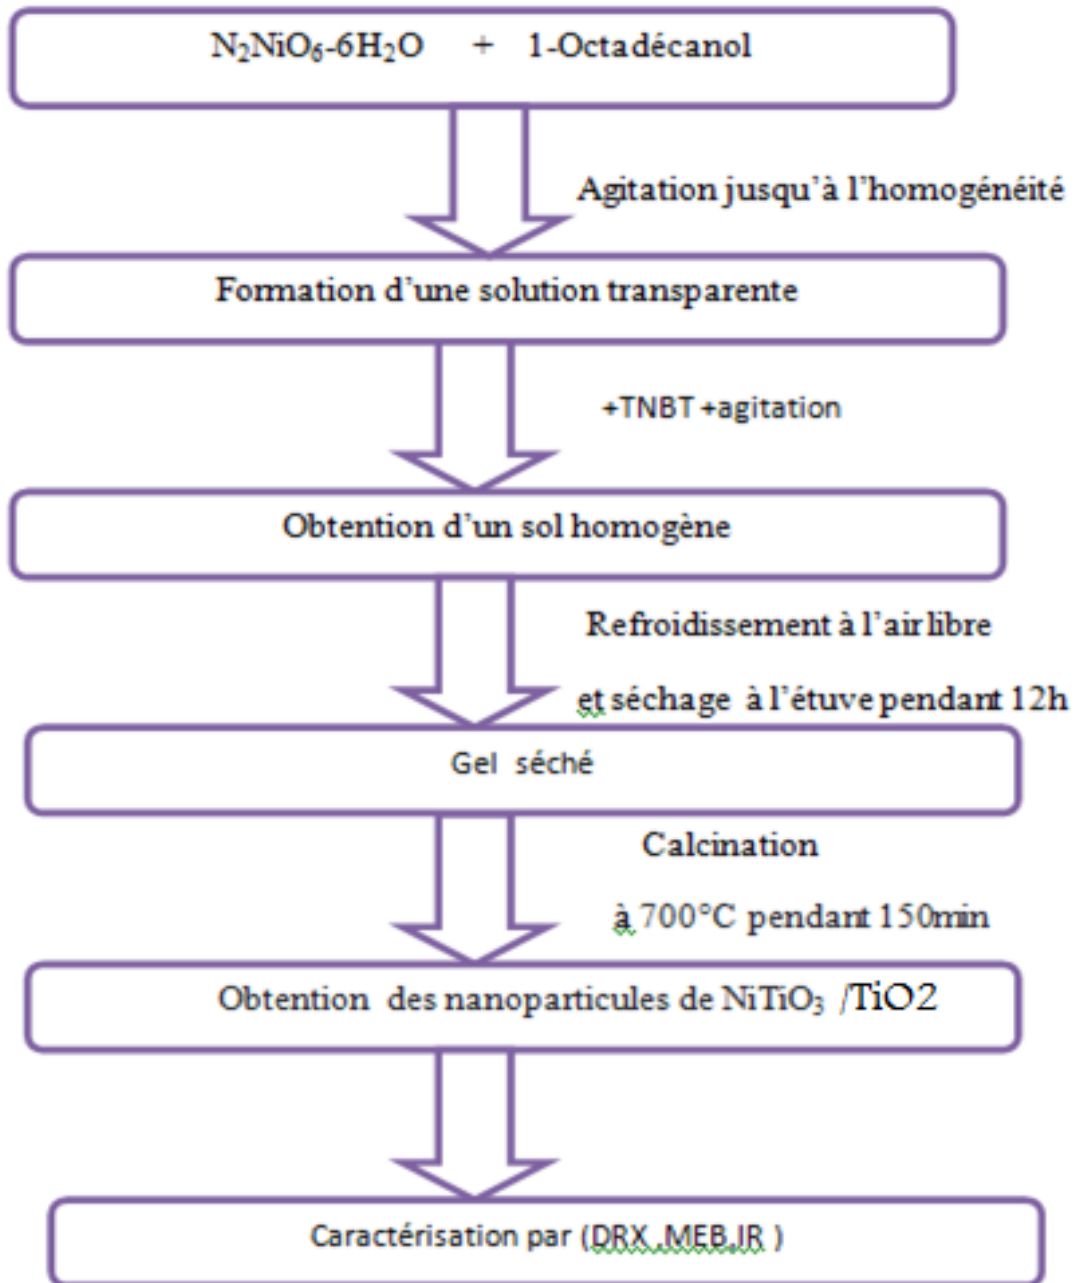 N₂NiO₆-6H₂O + 1-Octadécanol
Agitation jusqu'à l'homogénéité
Formation d'une solution transparente
+TNBT +agitation
Obtention d'un sol homogène
Refroidissement à l'air libre
et séchage à l'étuve pendant 12h
Gel séché
Calcination
à 700°C pendant 150min
Obtention des nanoparticules de NiTiO₃ /TiO2
Caractérisation par (DRX ,MEB,IR )